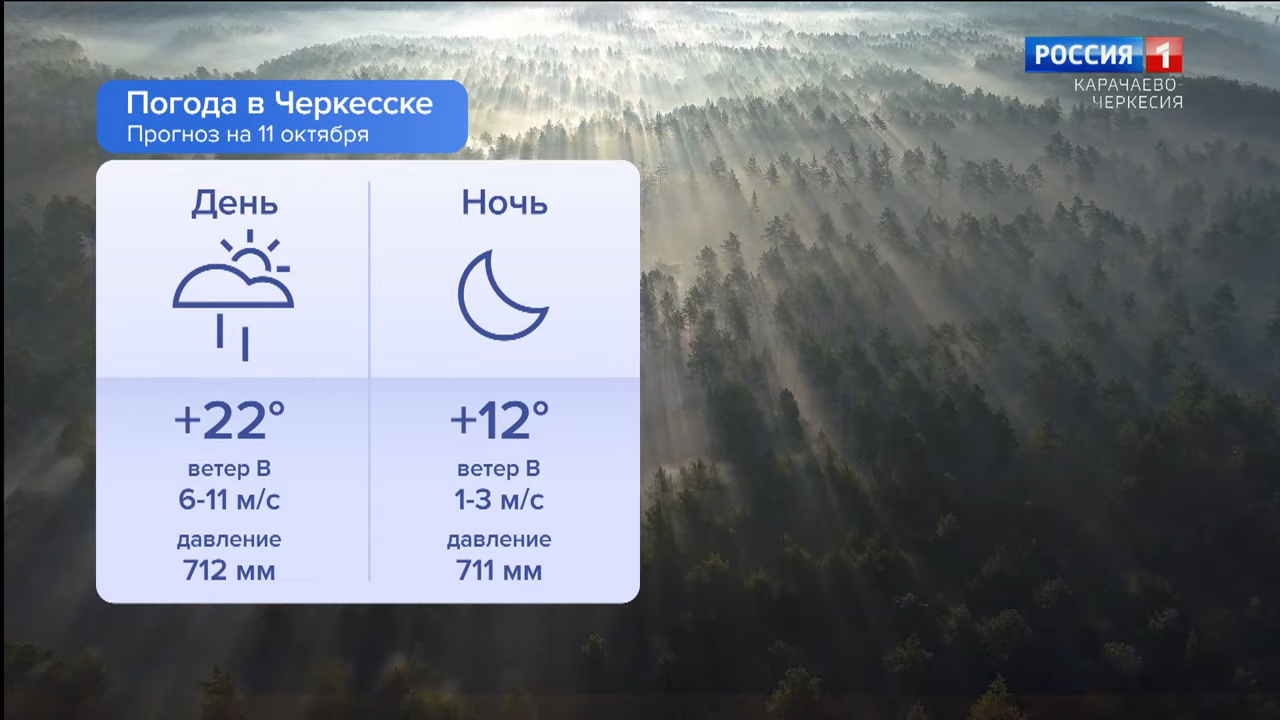 РОССИЯ 1
КАРАЧАЕВО-
ЧЕРКЕСИЯ
Погода в Черкесске
Прогноз на 11 октября
День
+22°
ветер В
6-11 м/с
давление
712 мм
Ночь
+12°
ветер В
1-3 м/с
давление
711 мм